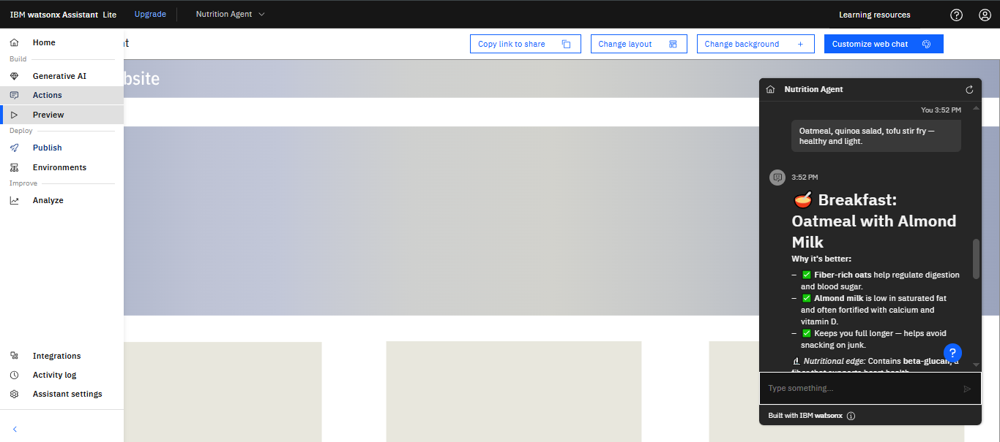 IBM watsonx Assistant Lite
Upgrade
Nutrition Agent
Learning resources
Home
Build
Generative AI
Actions
Preview
Deploy
Publish
Environments
Improve
Analyze
Integrations
Activity log
Assistant settings
Copy link to share
Change layout
Change background +
Customize web chat
Nutrition Agent
You 3:52 PM
Oatmeal, quinoa salad, tofu stir fry —
healthy and light.
3:52 PM
🥣 Breakfast:
Oatmeal with Almond
Milk
Why it's better:
– ✅ Fiber-rich oats help regulate digestion
and blood sugar.
– ✅ Almond milk is low in saturated fat
and often fortified with calcium and
vitamin D.
– ✅ Keeps you full longer — helps avoid
snacking on junk.
Nutritional edge: Contains beta-glucan, a
fiber that supports heart health.
?
Type something...
Built with IBM watsonx